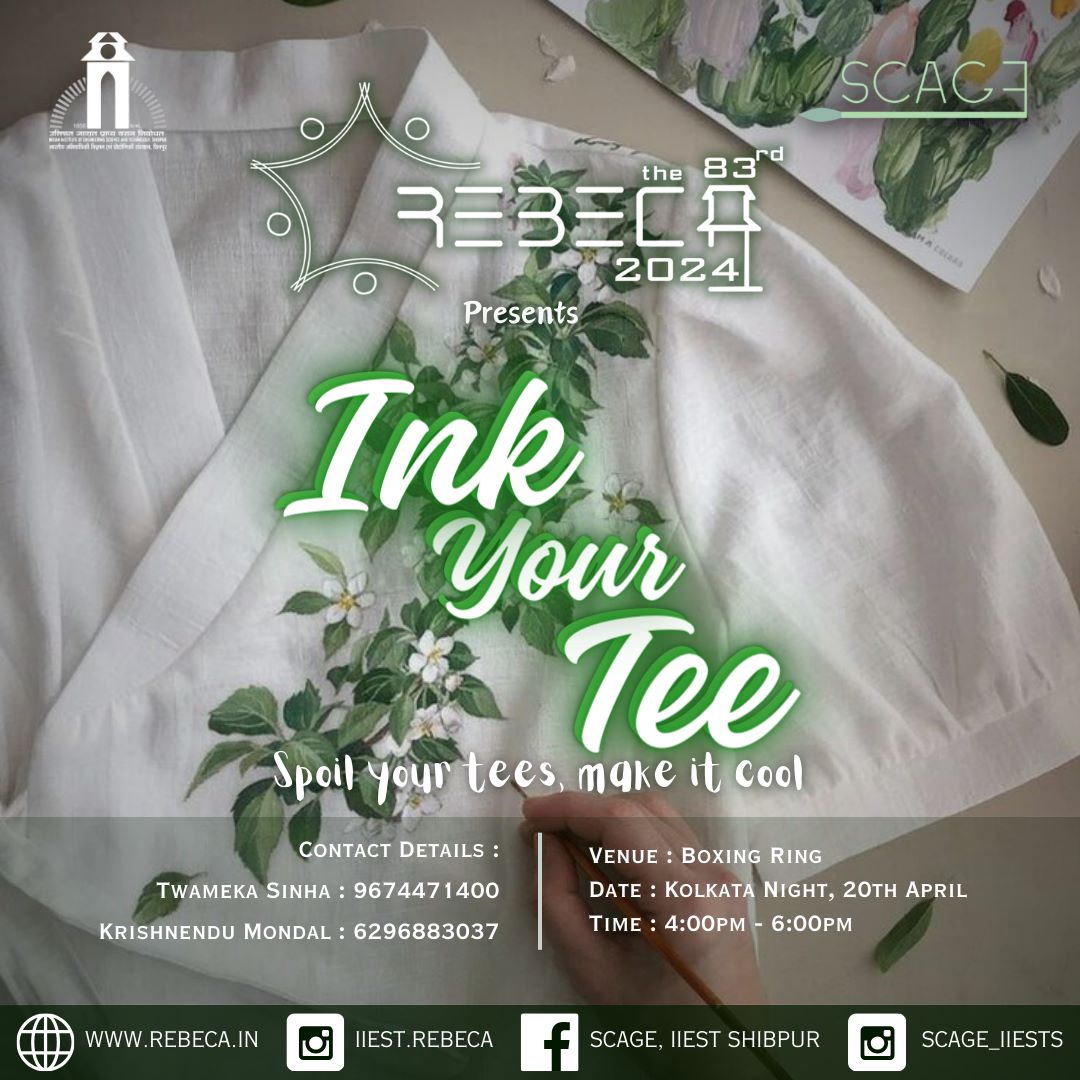 SCAGE
the 83rd
REBECA
2024
Presents
Ink
Your
Tee
Spoil your tees, make it cool
Contact Details :
Twameka Sinha : 9674471400
Krishnendu Mondal : 6296883037
Venue : Boxing Ring
Date : Kolkata Night, 20th April
Time : 4:00pm - 6:00pm
WWW.REBECA.IN
IIEST.REBECA
SCAGE, IIEST SHIBPUR
SCAGE_IIESTS